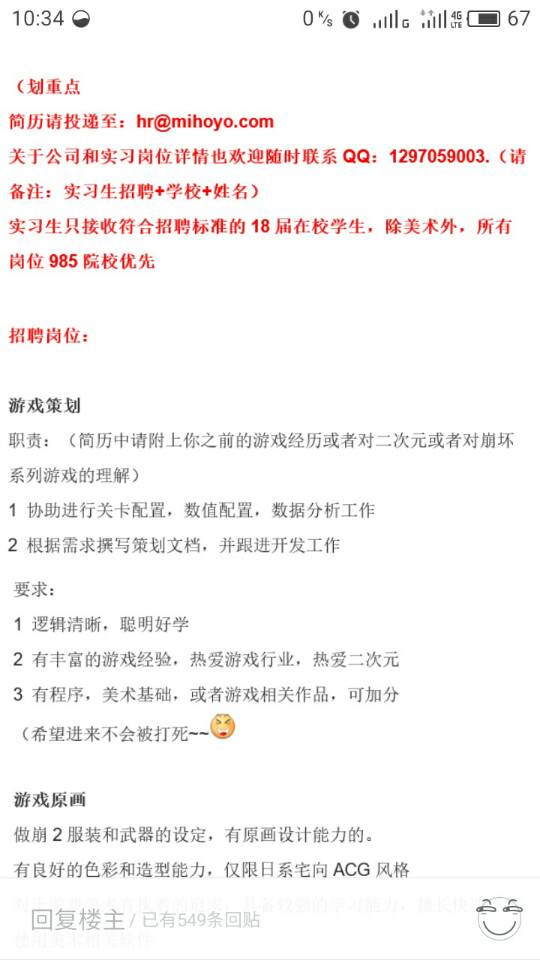 10:34
0 K/s
G
4G
LTE
67
（划重点
简历请投递至：hr@mihoyo.com
关于公司和实习岗位详情也欢迎随时联系 QQ：1297059003.（请
备注：实习生招聘+学校+姓名）
实习生只接收符合招聘标准的 18 届在校学生，除美术外，所有
岗位 985 院校优先
招聘岗位：
游戏策划
职责：（简历中请附上你之前的游戏经历或者对二次元或者对崩坏
系列游戏的理解）
1 协助进行关卡配置，数值配置，数据分析工作
2 根据需求撰写策划文档，并跟进开发工作
要求：
1 逻辑清晰，聪明好学
2 有丰富的游戏经验，热爱游戏行业，热爱二次元
3 有程序，美术基础，或者游戏相关作品，可加分
（希望进来不会被打死~~
游戏原画
做崩 2 服装和武器的设定，有原画设计能力的。
有良好的色彩和造型能力，仅限日系宅向 ACG 风格
回复楼主 / 已有549条回贴
使用美术相关软件